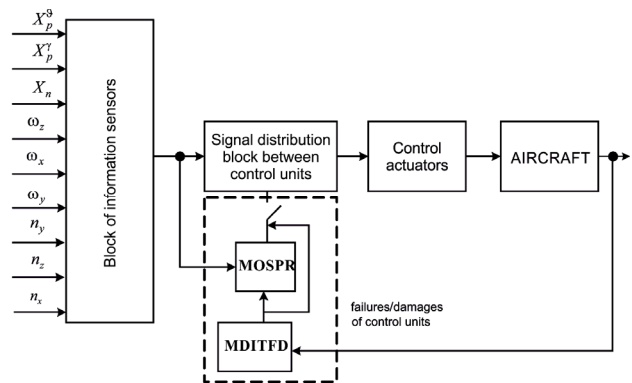 X_p^ϑ
X_p^γ
X_n
ω_z
ω_x
ω_y
n_y
n_z
n_x
Block of information sensors
Signal distribution
block between
control units
Control
actuators
AIRCRAFT
MOSPR
MDITFD
failures/damages
of control units